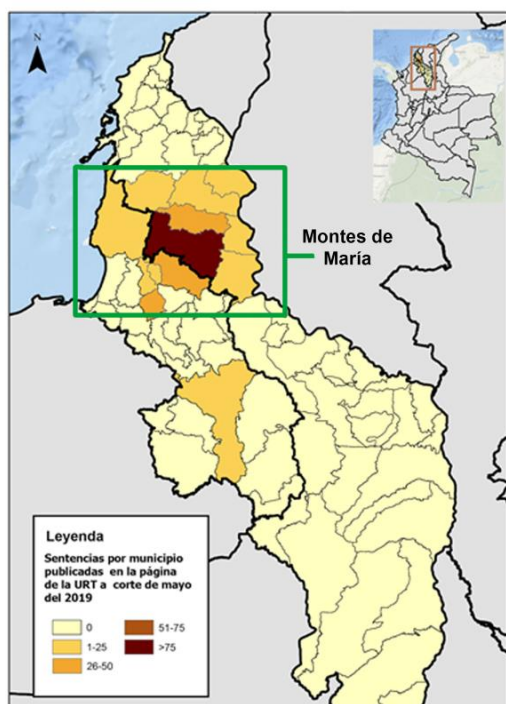 N
Montes de
María
Leyenda
Sentencias por municipio
publicadas en la página
de la URT a corte de mayo
del 2019
0
1-25
26-50
51-75
>75